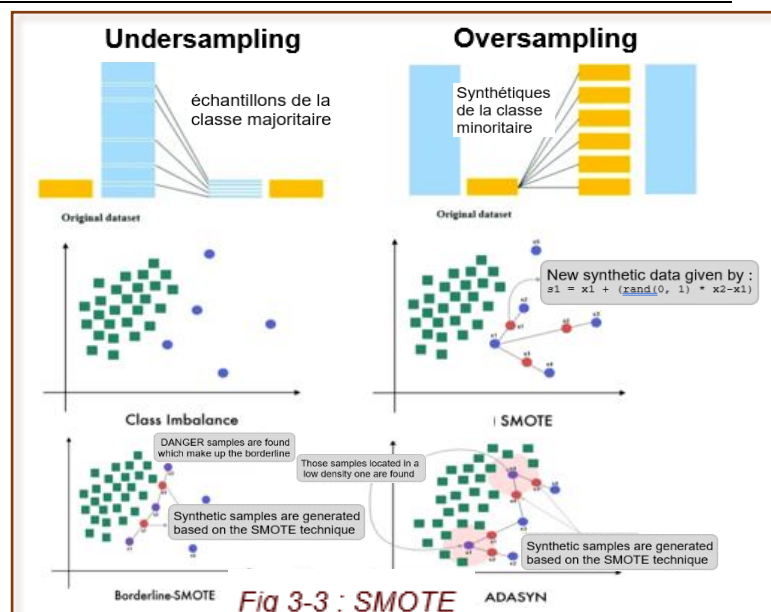 Undersampling
Oversampling
échantillons de la
classe majoritaire
Synthétiques
de la classe
minoritaire
Original dataset
Original dataset
New synthetic data given by :
s1 = x1 + (rand(0, 1) * x2-x1)
Class Imbalance
SMOTE
DANGER samples are found
which make up the borderline
Those samples located in a
low density one are found
Synthetic samples are generated
based on the SMOTE technique
Synthetic samples are generated
based on the SMOTE technique
Borderline-SMOTE
Fig 3-3 : SMOTE
ADASYN